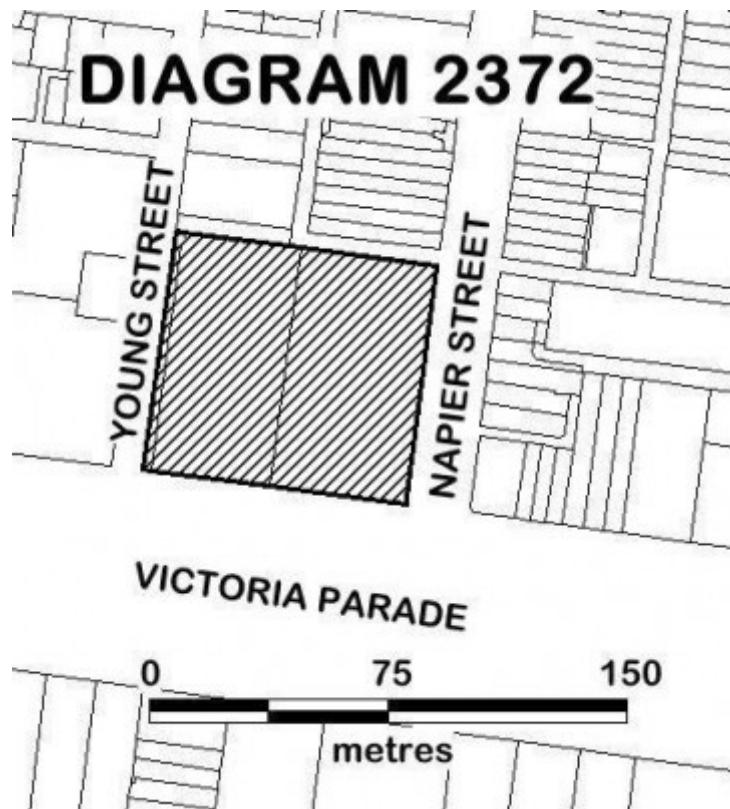 DIAGRAM 2372
YOUNG STREET
NAPIER STREET
VICTORIA PARADE
0 75 150
metres